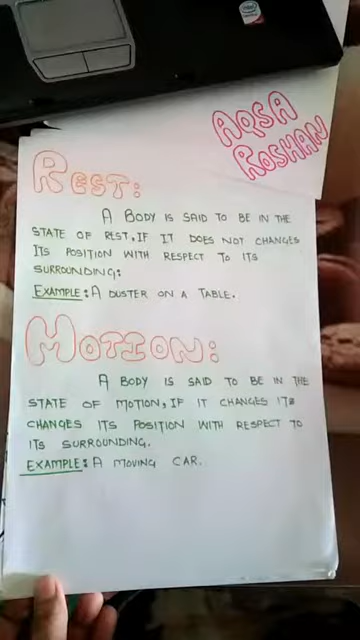 AQSA
ROSHAN
REST:
A BODY IS SAID TO BE IN THE
STATE OF REST, IF IT DOES NOT CHANGES
ITS POSITION WITH RESPECT TO ITS
SURROUNDING:
EXAMPLE: A DUSTER ON A TABLE.
MOTION:
A BODY IS SAID TO BE IN THE
STATE OF MOTION, IF IT CHANGES ITS
CHANGES ITS POSITION WITH RESPECT TO
ITS SURROUNDING.
EXAMPLE: A MOVING CAR.